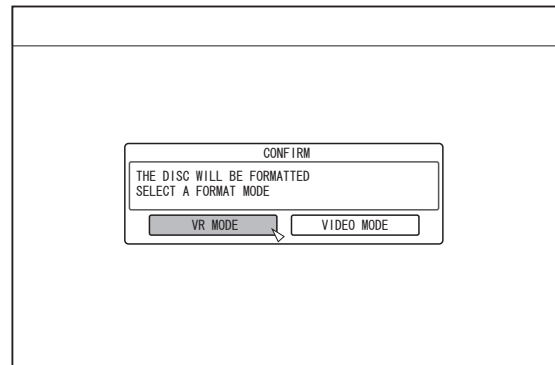 CONFIRM
THE DISC WILL BE FORMATTED
SELECT A FORMAT MODE
VR MODE
VIDEO MODE